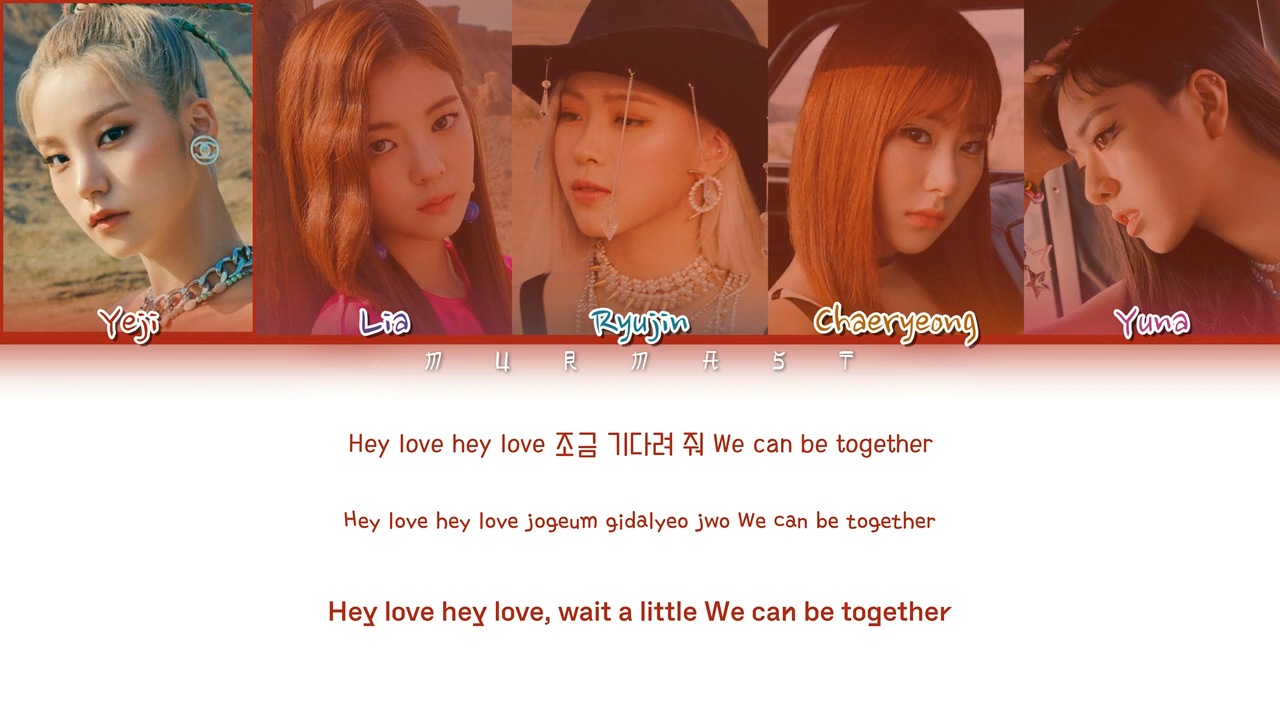 Yeji Lia Ryujin Chaeryeong Yuna
MURMAST
Hey love hey love 조금 기다려 줘 We can be together
Hey love hey love jogeum gidalyeo jwo We can be together
Hey love hey love, wait a little We can be together